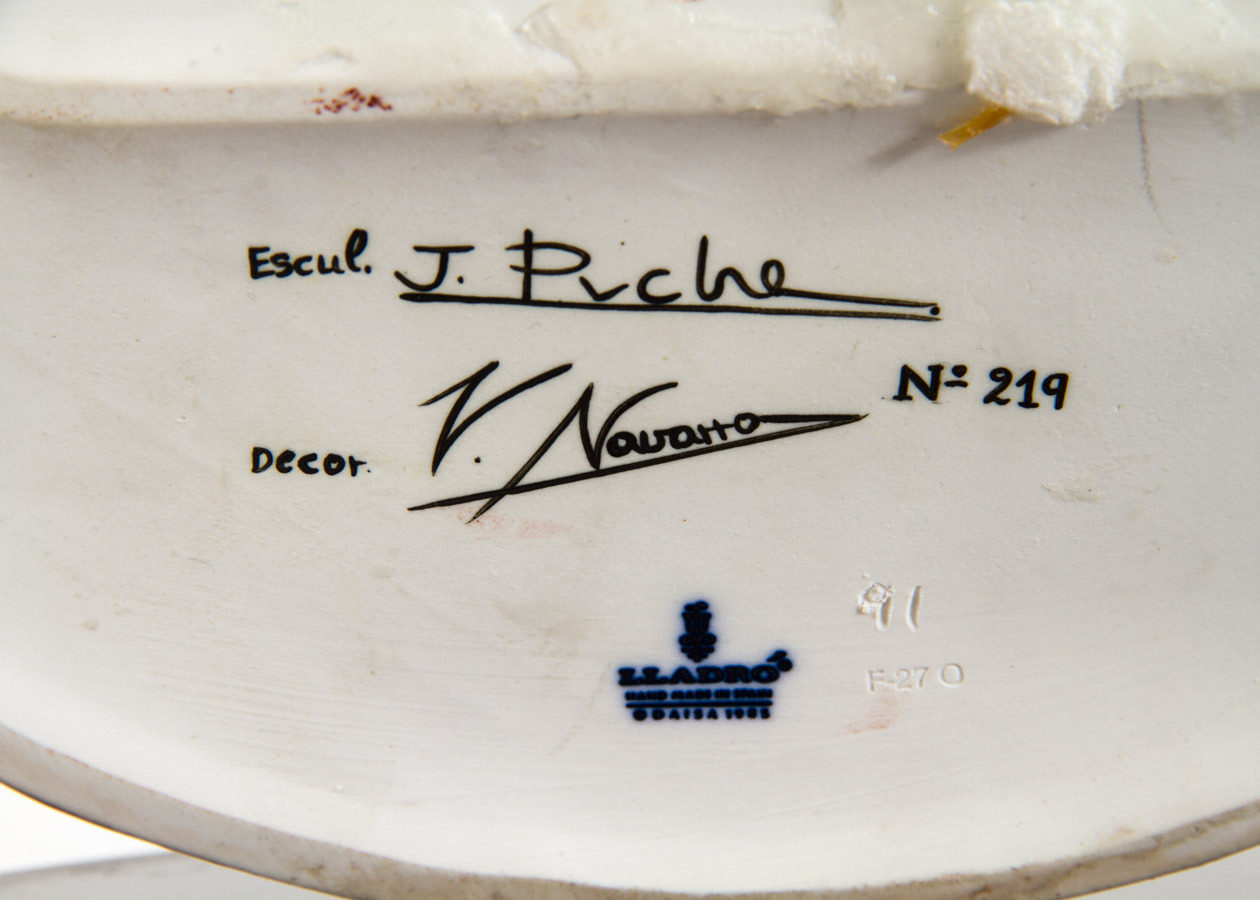 Escul. J. Puche
Nº 219
Decor. V. Navarro
91
F-27 O
LLADRÓ
HAND MADE IN SPAIN
© DAISA 1985